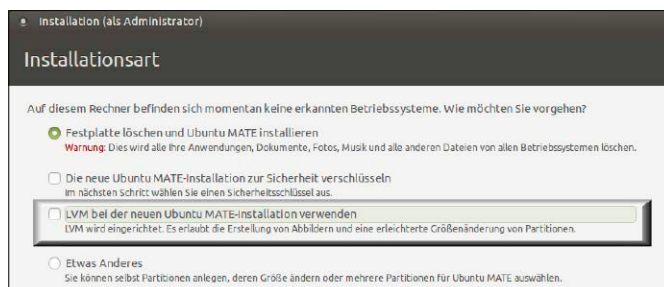 Installation (als Administrator)
Installationsart
Auf diesem Rechner befinden sich momentan keine erkannten Betriebssysteme. Wie möchten Sie vorgehen?
Festplatte löschen und Ubuntu MATE installieren
Warnung: Dies wird alle Ihre Anwendungen, Dokumente, Fotos, Musik und alle anderen Dateien von allen Betriebssystemen löschen.
Die neue Ubuntu MATE-Installation zur Sicherheit verschlüsseln
Im nächsten Schritt wählen Sie einen Sicherheitsschlüssel aus.
LVM bei der neuen Ubuntu MATE-Installation verwenden
LVM wird eingerichtet. Es erlaubt die Erstellung von Abbildern und eine erleichterte Größenänderung von Partitionen.
Etwas Anderes
Sie können selbst Partitionen anlegen, deren Größe ändern oder mehrere Partitionen für Ubuntu MATE auswählen.